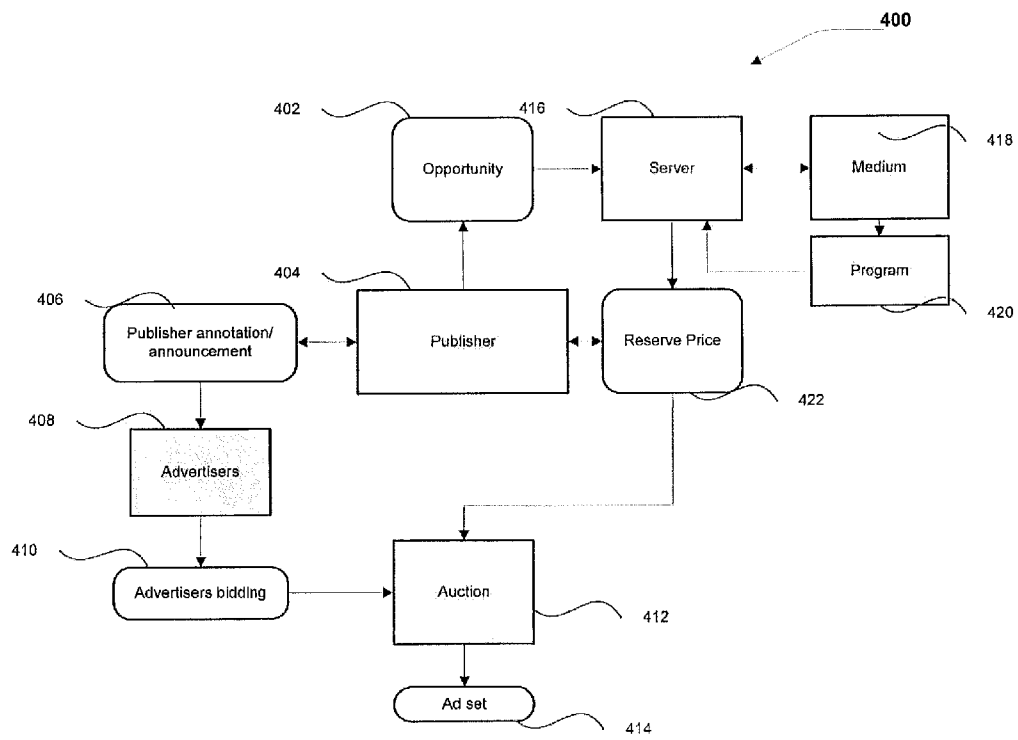 400
402
416
418
Opportunity
Server
Medium
404
Program
406
420
Publisher annotation/
announcement
Publisher
Reserve Price
422
408
Advertisers
410
Advertisers bidding
Auction
412
Ad set
414